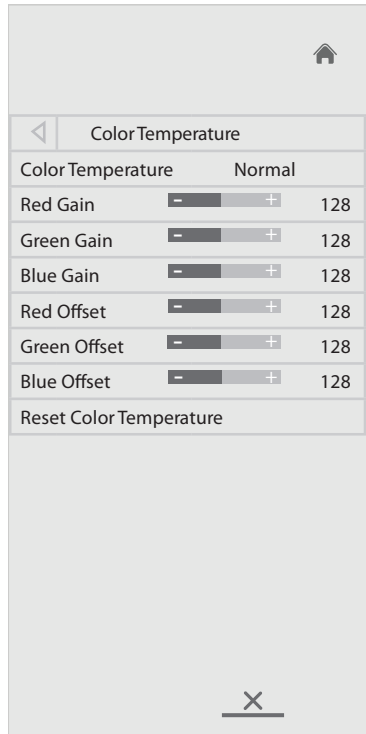 Color Temperature
Color Temperature Normal
Red Gain - + 128
Green Gain - + 128
Blue Gain - + 128
Red Offset - + 128
Green Offset - + 128
Blue Offset - + 128
Reset Color Temperature